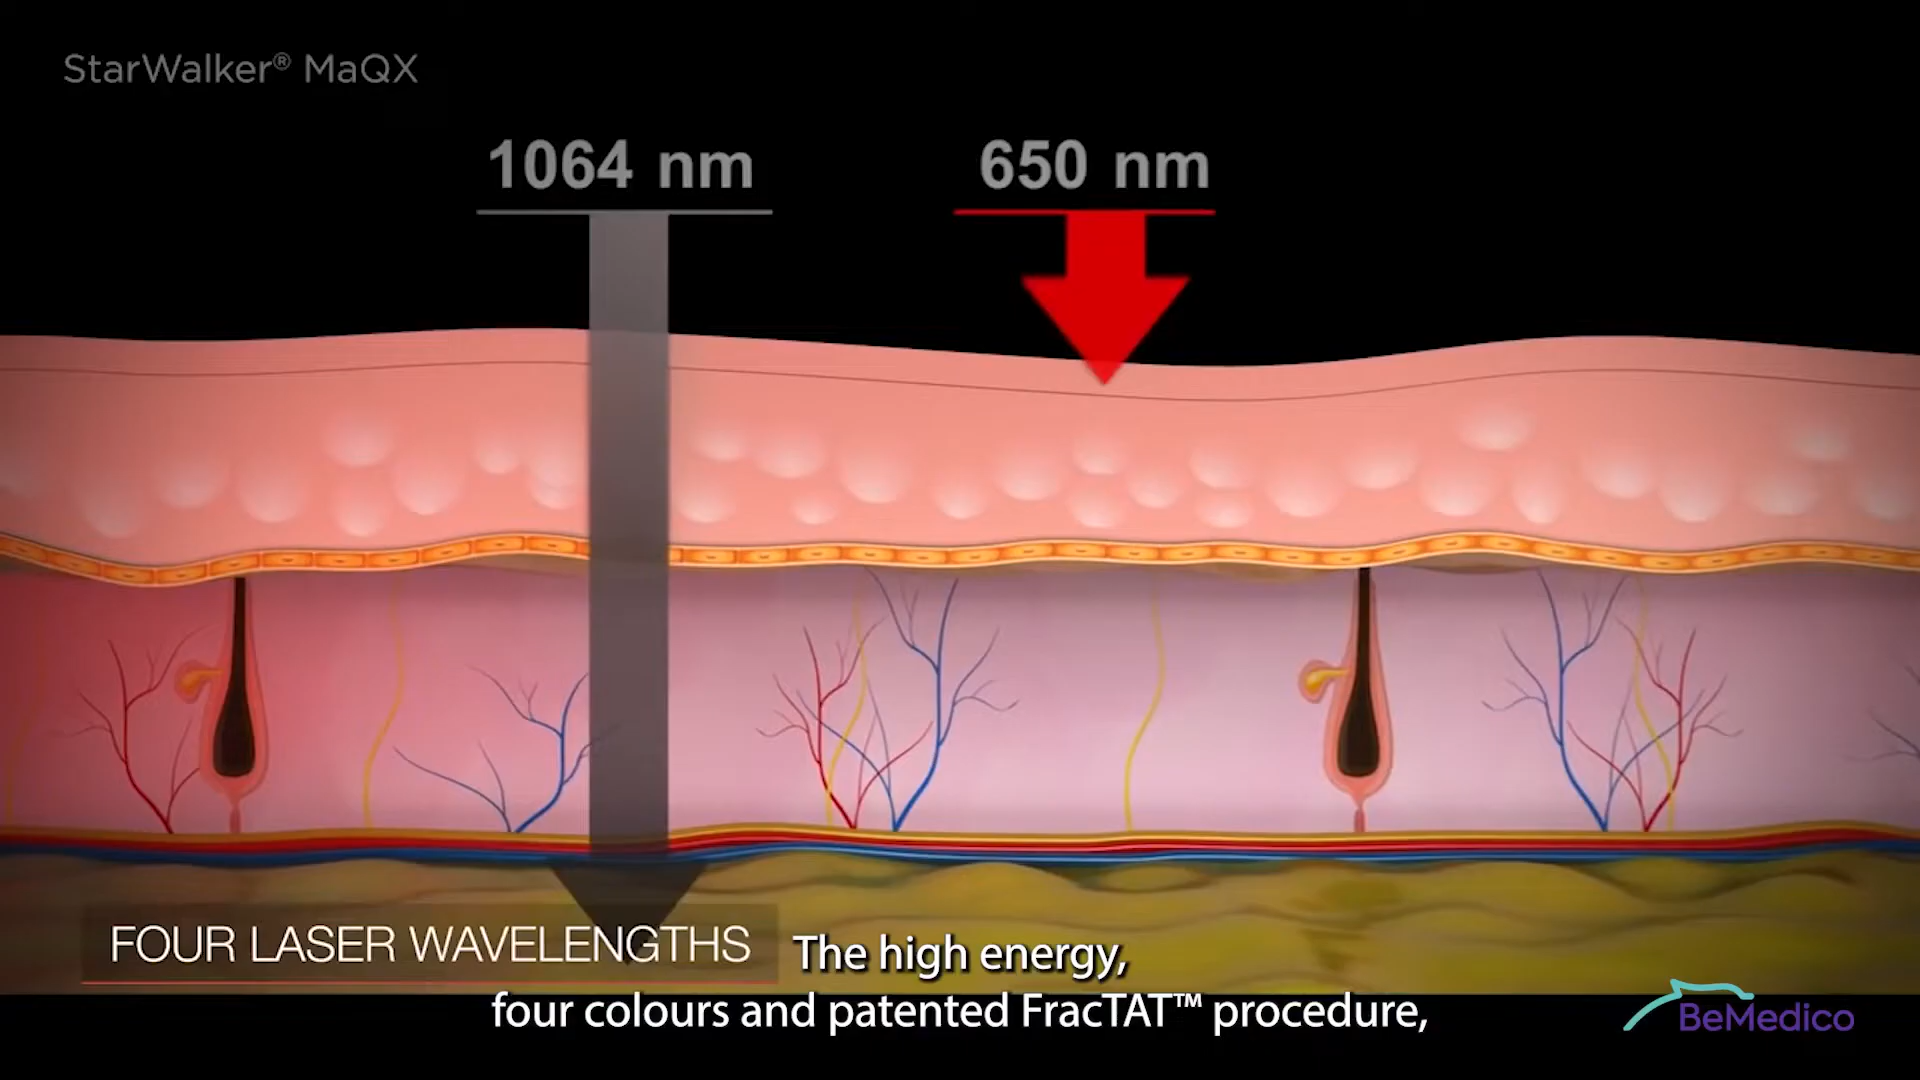 StarWalker® MaQX
1064 nm
650 nm
FOUR LASER WAVELENGTHS
The high energy,
four colours and patented FracTAT™ procedure,
BeMedico